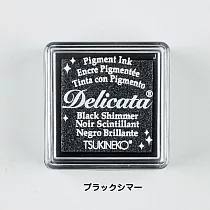 Pigment Ink
Encre Pigmentée
Tinta con Pigmento
Delicata
Black Shimmer
Noir Scintillant
Negro Brillante
TSUKINEKO®
ブラックシマー